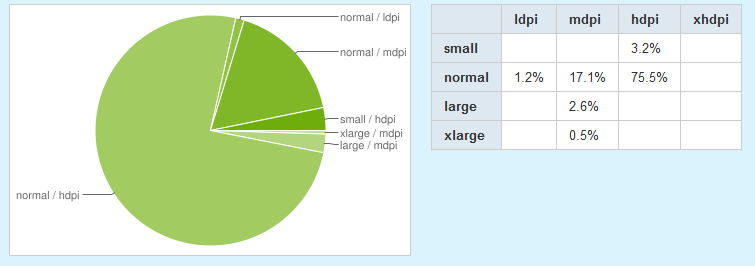 normal / ldpi
normal / mdpi
small / hdpi
xlarge / mdpi
large / mdpi
normal / hdpi
ldpi mdpi hdpi xhdpi
small 3.2%
normal 1.2% 17.1% 75.5%
large 2.6%
xlarge 0.5%